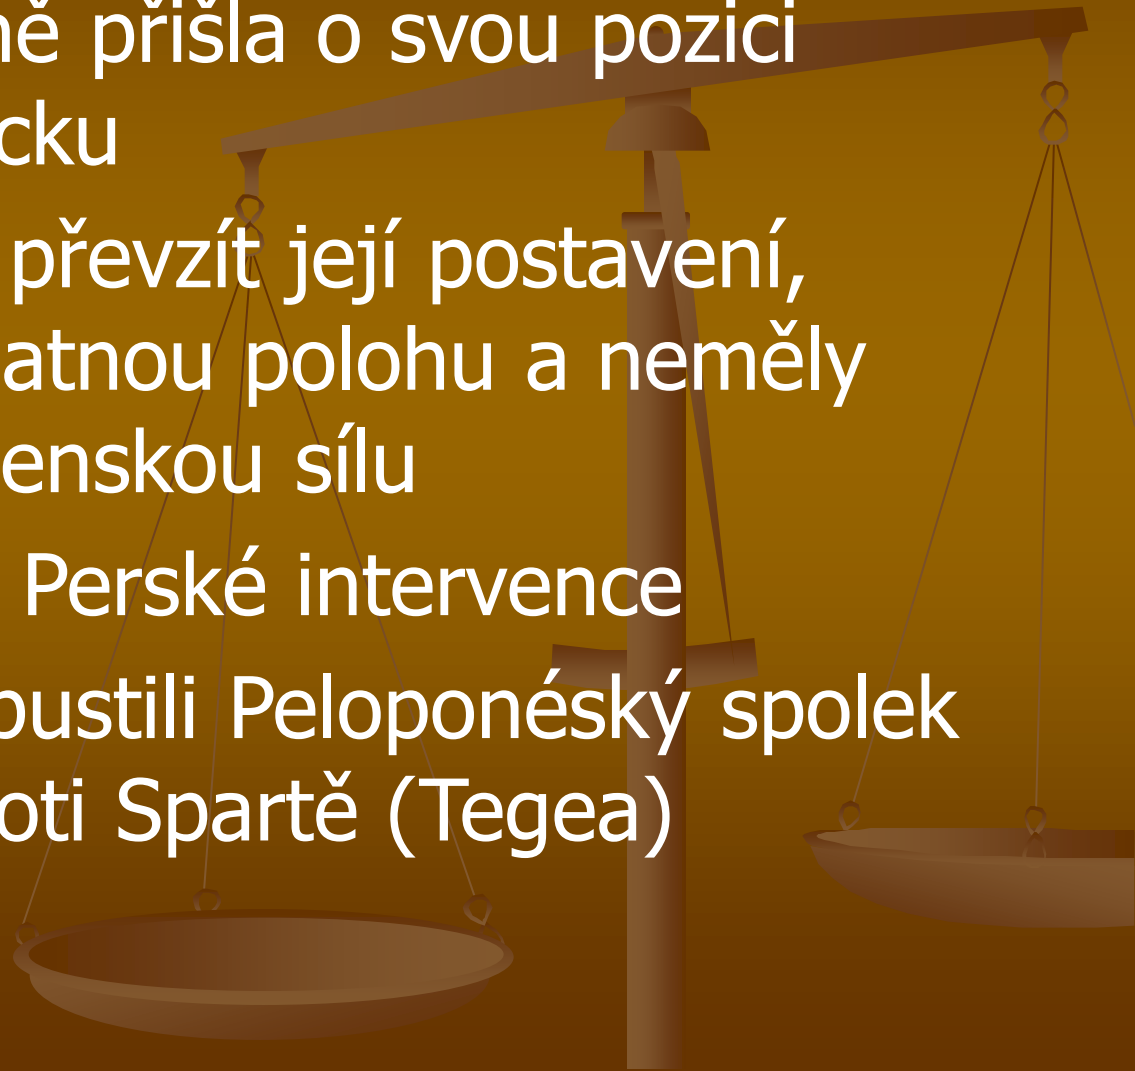 ně přišla o svou pozici
cku
převzít její postavení,
atnou polohu a neměly
enskou sílu
Perské intervence
pustili Peloponéský spolek
oti Spartě (Tegea)